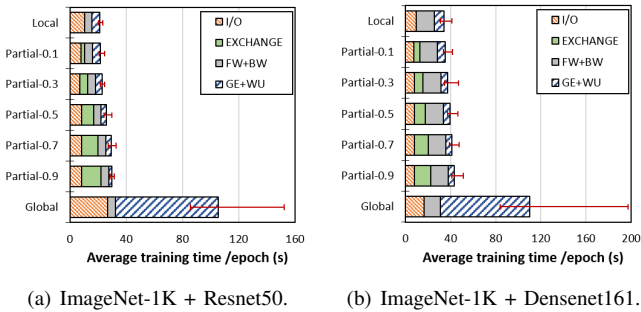 Local
Partial-0.1
Partial-0.3
Partial-0.5
Partial-0.7
Partial-0.9
Global
I/O
EXCHANGE
FW+BW
GE+WU
0 40 80 120 160
Average training time /epoch (s)
(a) ImageNet-1K + Resnet50.
Local
Partial-0.1
Partial-0.3
Partial-0.5
Partial-0.7
Partial-0.9
Global
I/O
EXCHANGE
FW+BW
GE+WU
0 40 80 120 160 200
Average training time /epoch (s)
(b) ImageNet-1K + Densenet161.